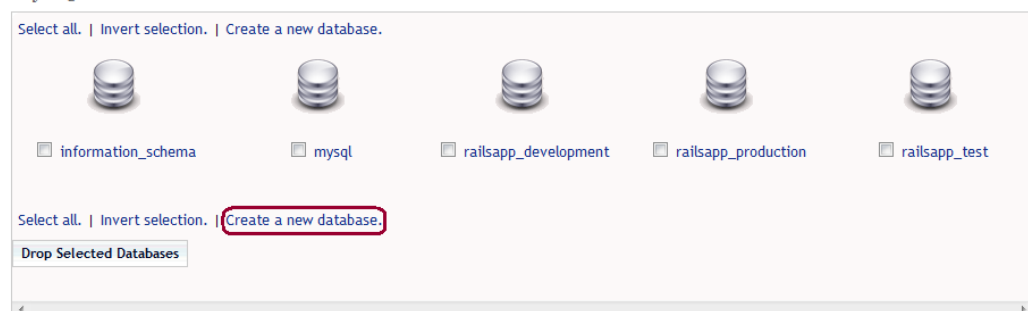 Select all. | Invert selection. | Create a new database.
information_schema mysql railsapp_development railsapp_production railsapp_test
Select all. | Invert selection. | Create a new database.
Drop Selected Databases